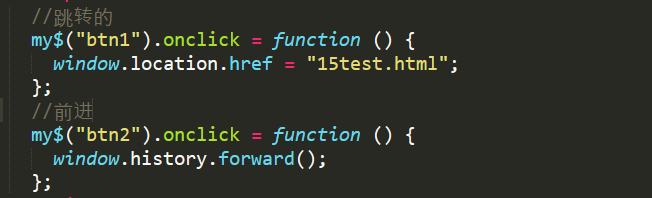 //跳转的
my$("btn1").onclick = function () {
  window.location.href = "15test.html";
};
//前进
my$("btn2").onclick = function () {
  window.history.forward();
};